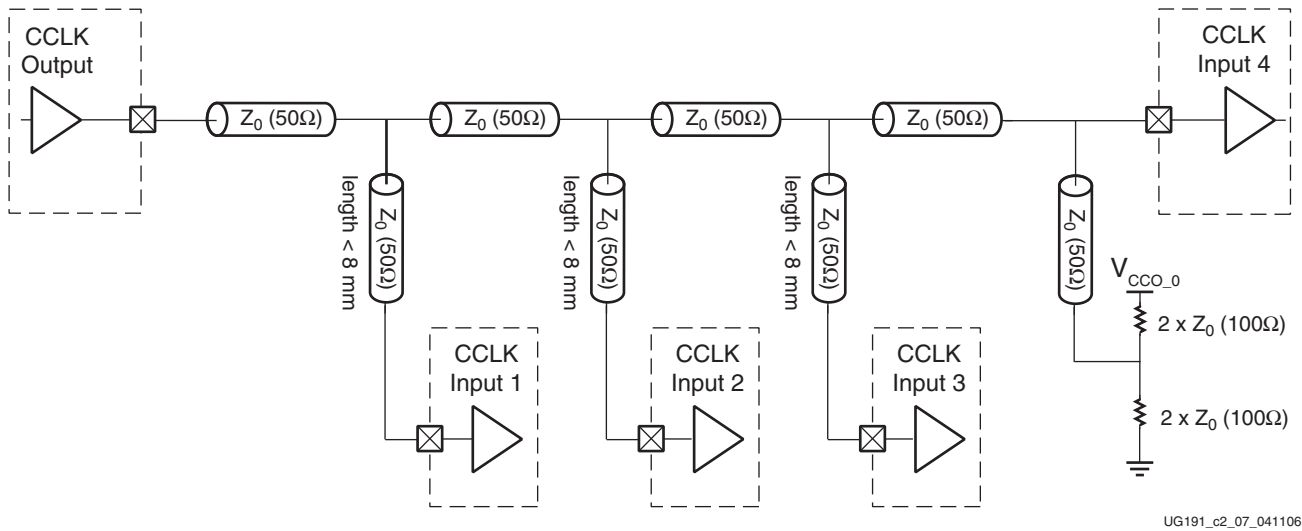 CCLK
Output
CCLK
Input 4
Z0 (50Ω)
Z0 (50Ω)
Z0 (50Ω)
Z0 (50Ω)
length < 8 mm
Z0 (50Ω)
length < 8 mm
Z0 (50Ω)
length < 8 mm
Z0 (50Ω)
Z0 (50Ω)
VCCO_0
2 x Z0 (100Ω)
2 x Z0 (100Ω)
CCLK
Input 1
CCLK
Input 2
CCLK
Input 3
UG191_c2_07_041106